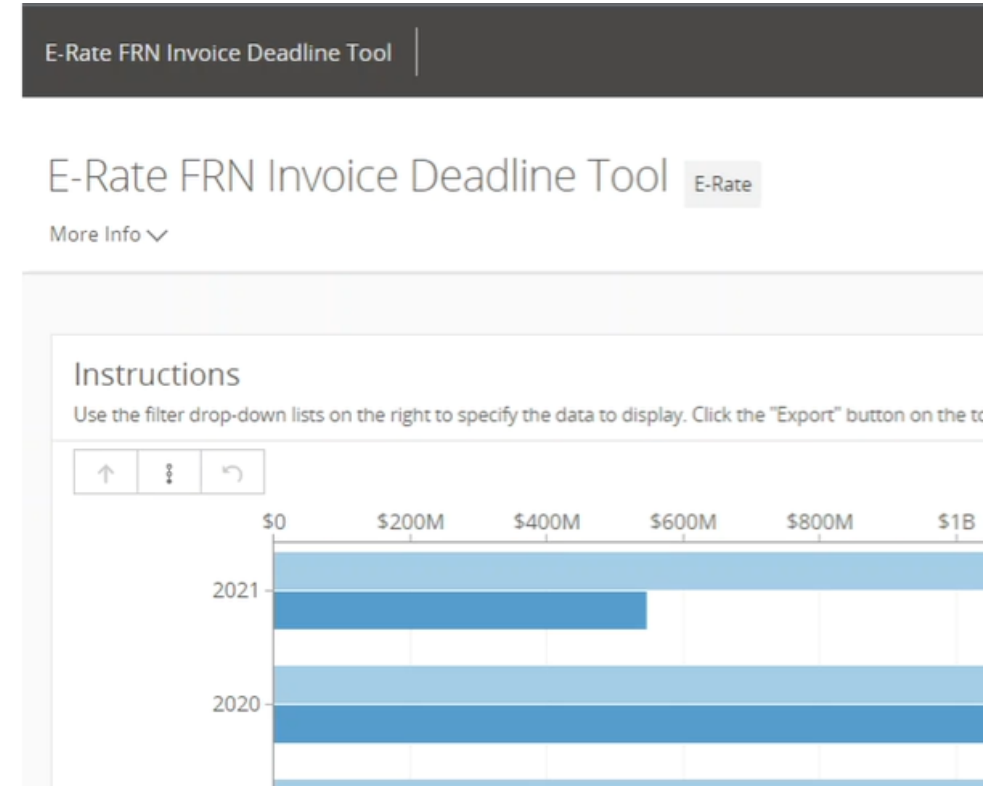 E-Rate FRN Invoice Deadline Tool
E-Rate FRN Invoice Deadline Tool E-Rate
More Info
Instructions
Use the filter drop-down lists on the right to specify the data to display. Click the "Export" button on the
$0 $200M $400M $600M $800M $1B
2021
2020